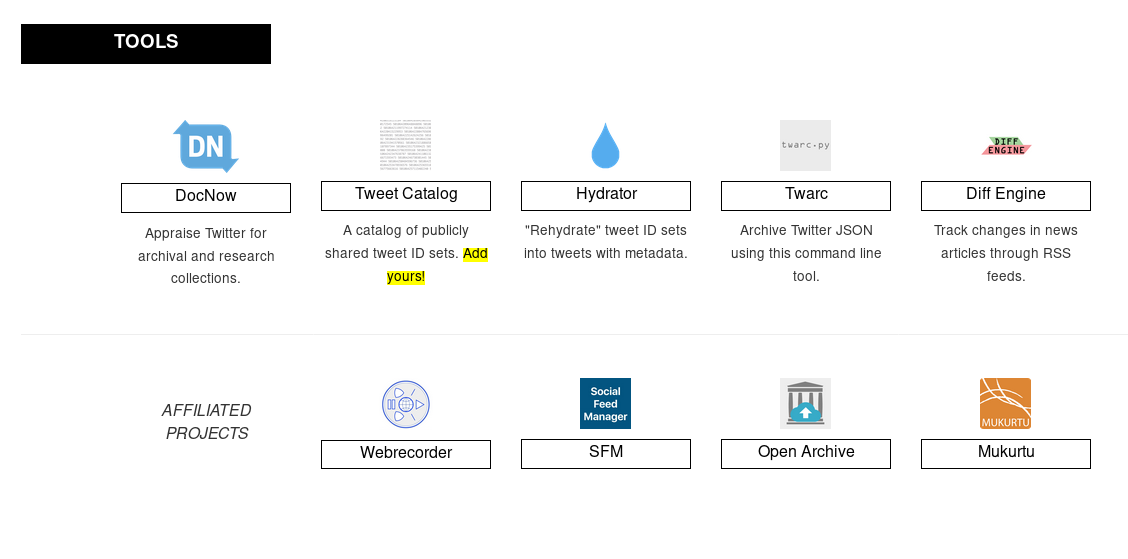 TOOLS
DN
twarc.py
DIFF
ENGINE
DocNow
Tweet Catalog
Hydrator
Twarc
Diff Engine
Appraise Twitter for
archival and research
collections.
A catalog of publicly
shared tweet ID sets. Add
yours!
"Rehydrate" tweet ID sets
into tweets with metadata.
Archive Twitter JSON
using this command line
tool.
Track changes in news
articles through RSS
feeds.
AFFILIATED
PROJECTS
Social
Feed
Manager
MUKURTU
Webrecorder
SFM
Open Archive
Mukurtu